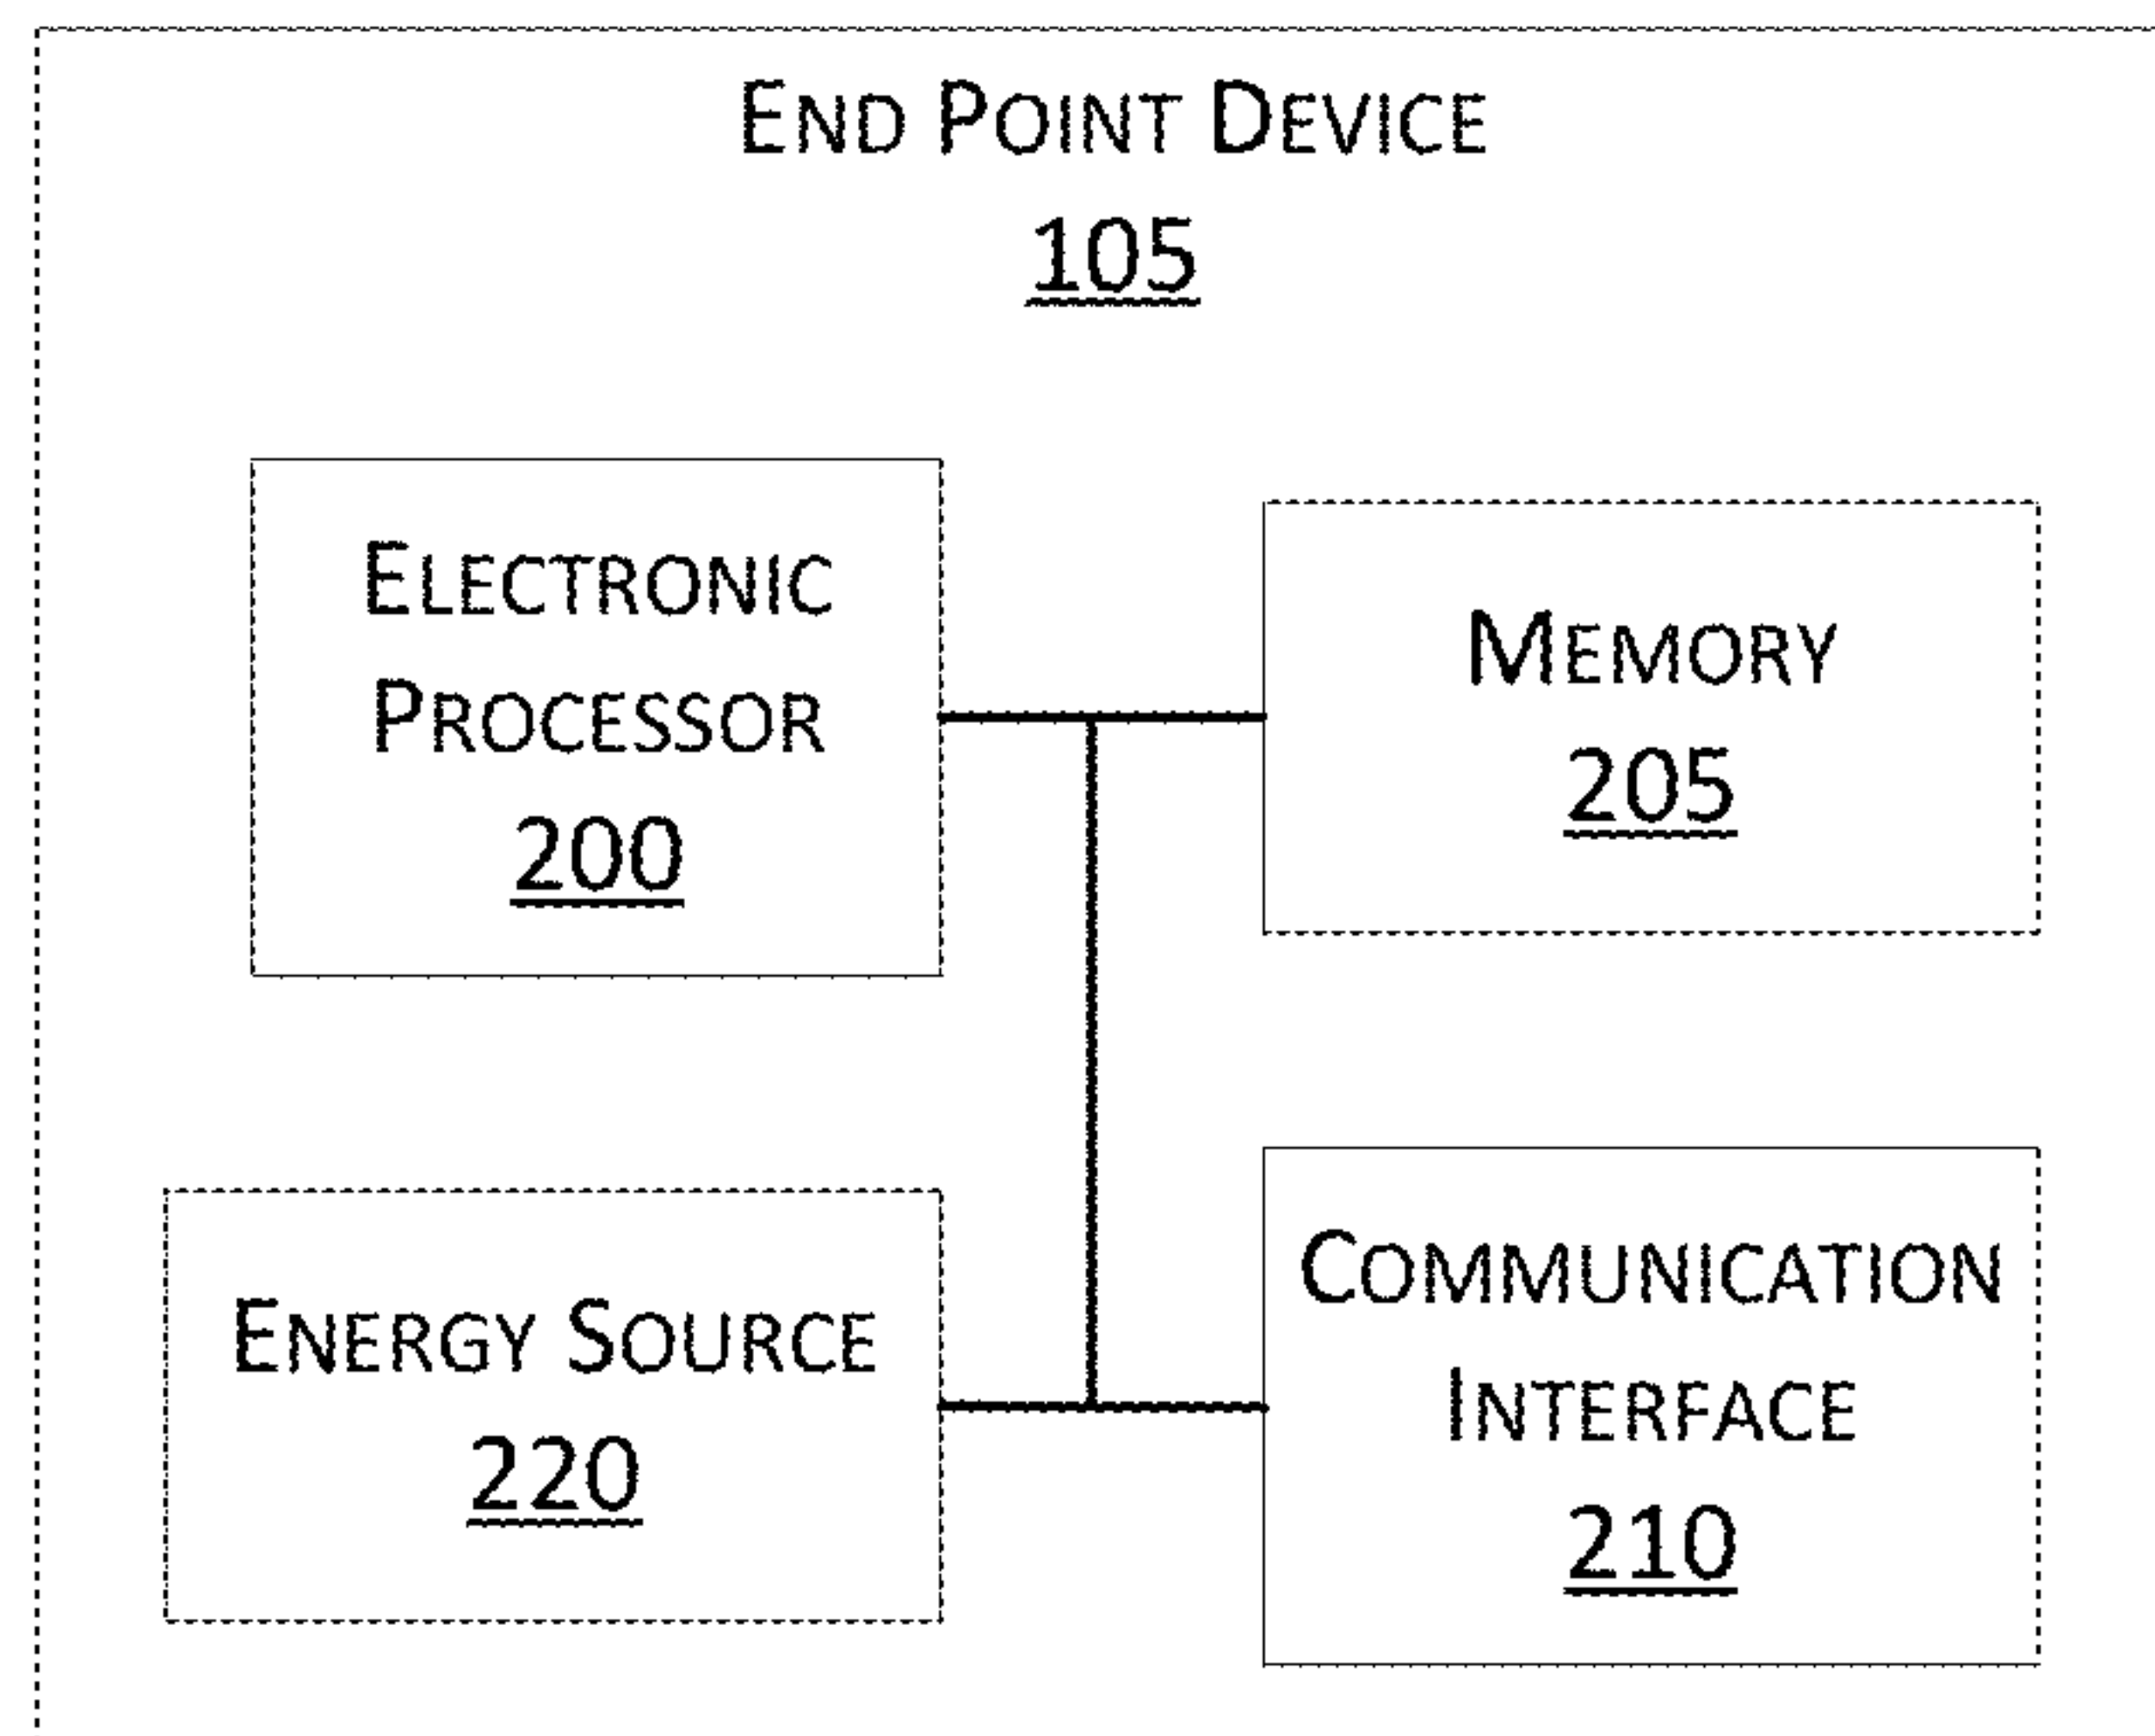 END POINT DEVICE
105
ELECTRONIC
PROCESSOR
200
MEMORY
205
ENERGY SOURCE
220
COMMUNICATION
INTERFACE
210